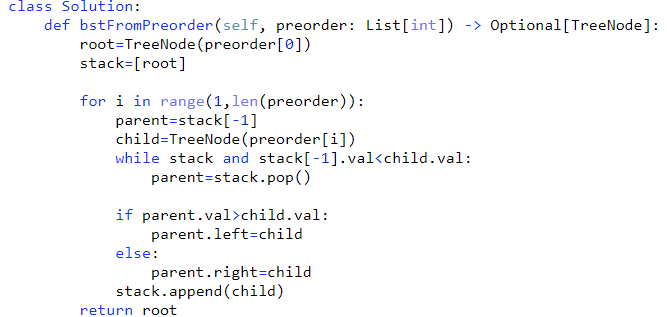 class Solution:
    def bstFromPreorder(self, preorder: List[int]) -> Optional[TreeNode]:
        root=TreeNode(preorder[0])
        stack=[root]

        for i in range(1,len(preorder)):
            parent=stack[-1]
            child=TreeNode(preorder[i])
            while stack and stack[-1].val<child.val:
                parent=stack.pop()

            if parent.val>child.val:
                parent.left=child
            else:
                parent.right=child
            stack.append(child)
        return root